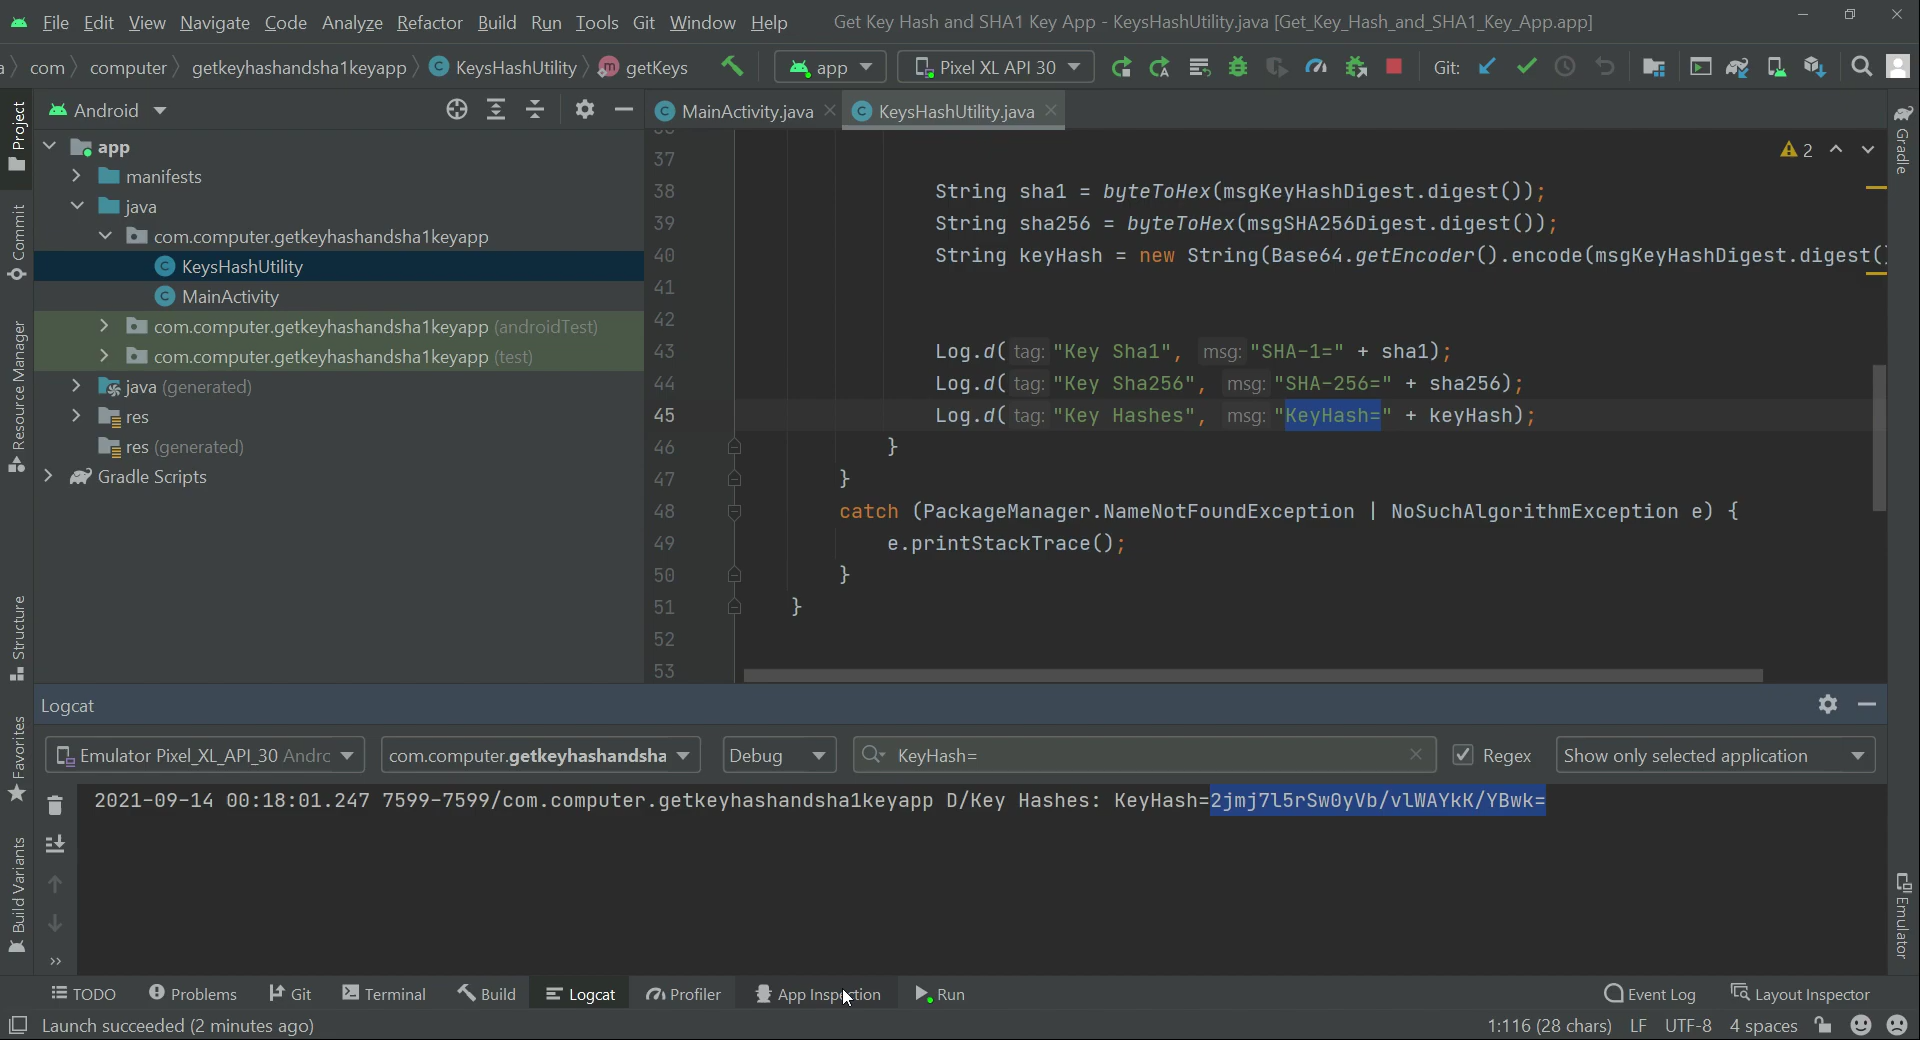 File Edit View Navigate Code Analyze Refactor Build Run Tools Git Window Help Get Key Hash and SHA1 Key App - KeysHashUtility.java [Get_Key_Hash_and_SHA1_Key_App.app]
com computer getkeyhashandsha1keyapp KeysHashUtility getKeys app Pixel XL API 30 Git:
Android MainActivity.java KeysHashUtility.java
Project
Commit
Resource Manager
Structure
Favorites
Build Variants
app
manifests
java
com.computer.getkeyhashandsha1keyapp
KeysHashUtility
MainActivity
com.computer.getkeyhashandsha1keyapp (androidTest)
com.computer.getkeyhashandsha1keyapp (test)
java (generated)
res
res (generated)
Gradle Scripts
2
37
38 String sha1 = byteToHex(msgKeyHashDigest.digest());
39 String sha256 = byteToHex(msgSHA256Digest.digest());
40 String keyHash = new String(Base64.getEncoder().encode(msgKeyHashDigest.digest()
41
42
43 Log.d( tag: "Key Sha1", msg: "SHA-1=" + sha1);
44 Log.d( tag: "Key Sha256", msg: "SHA-256=" + sha256);
45 Log.d( tag: "Key Hashes", msg: "KeyHash=" + keyHash);
46 }
47 }
48 catch (PackageManager.NameNotFoundException | NoSuchAlgorithmException e) {
49 e.printStackTrace();
50 }
51 }
52
53
Gradle
Emulator
Logcat
Emulator Pixel_XL_API_30 Andrc com.computer.getkeyhashandsha Debug KeyHash= Regex Show only selected application
2021-09-14 00:18:01.247 7599-7599/com.computer.getkeyhashandsha1keyapp D/Key Hashes: KeyHash=2jmj7l5rSw0yVb/vlWAYkK/YBwk=
TODO Problems Git Terminal Build Logcat Profiler App Inspection Run Event Log Layout Inspector
Launch succeeded (2 minutes ago) 1:116 (28 chars) LF UTF-8 4 spaces